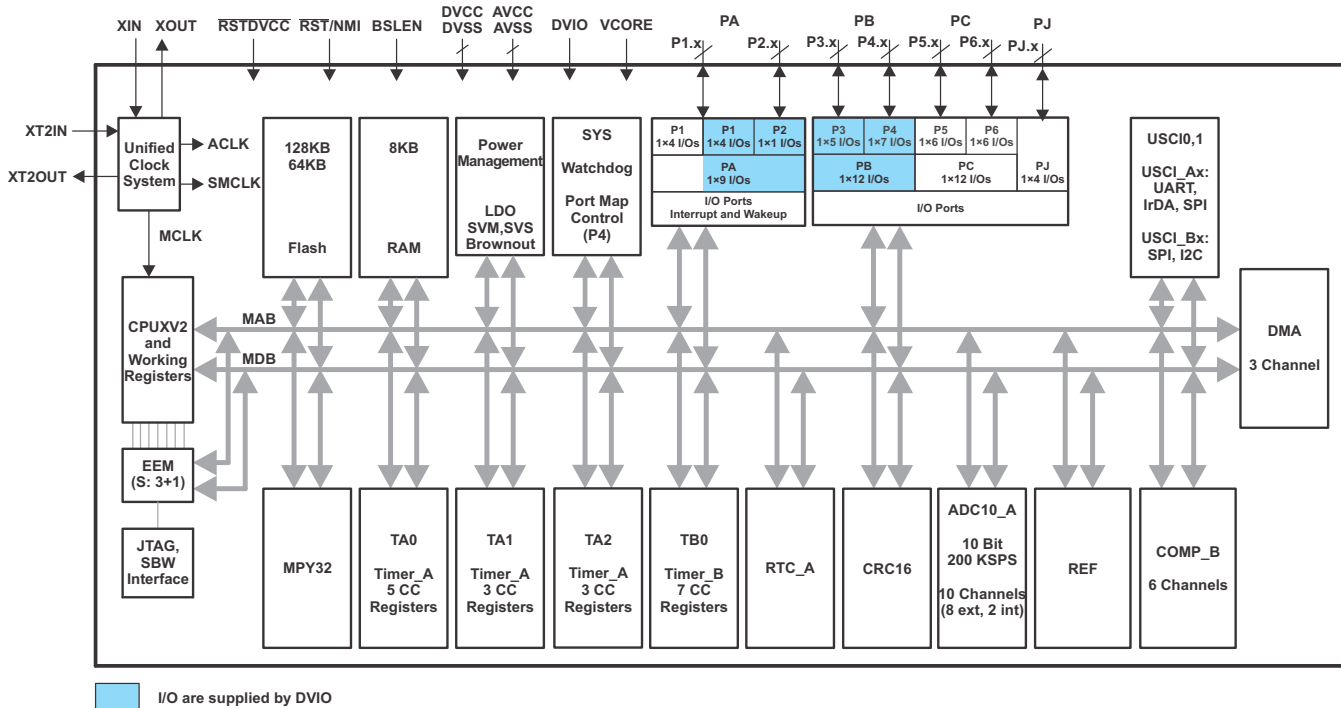 XIN XOUT RSTDVCC RST/NMI BSLEN DVCC AVCC DVIO VCORE PA PB PC PJ
DVSS AVSS
P1.x P2.x P3.x P4.x P5.x P6.x PJ.x
XT2IN
XT2OUT
Unified
Clock
System
ACLK
SMCLK
MCLK
128KB
64KB
Flash
8KB
RAM
Power
Management
LDO
SVM,SVS
Brownout
SYS
Watchdog
Port Map
Control
(P4)
P1
1×4 I/Os
P1
1×4 I/Os
P2
1×1 I/Os
PA
1×9 I/Os
I/O Ports
Interrupt and Wakeup
P3
1×5 I/Os
P4
1×7 I/Os
P5
1×6 I/Os
P6
1×6 I/Os
PB
1×12 I/Os
PC
1×12 I/Os
PJ
1×4 I/Os
I/O Ports
USCI0,1
USCI_Ax:
UART,
IrDA, SPI
USCI_Bx:
SPI, I2C
CPUXV2
and
Working
Registers
MAB
MDB
DMA
3 Channel
EEM
(S: 3+1)
JTAG,
SBW
Interface
MPY32
TA0
Timer_A
5 CC
Registers
TA1
Timer_A
3 CC
Registers
TA2
Timer_A
3 CC
Registers
TB0
Timer_B
7 CC
Registers
RTC_A
CRC16
ADC10_A
10 Bit
200 KSPS
10 Channels
(8 ext, 2 int)
REF
COMP_B
6 Channels
I/O are supplied by DVIO